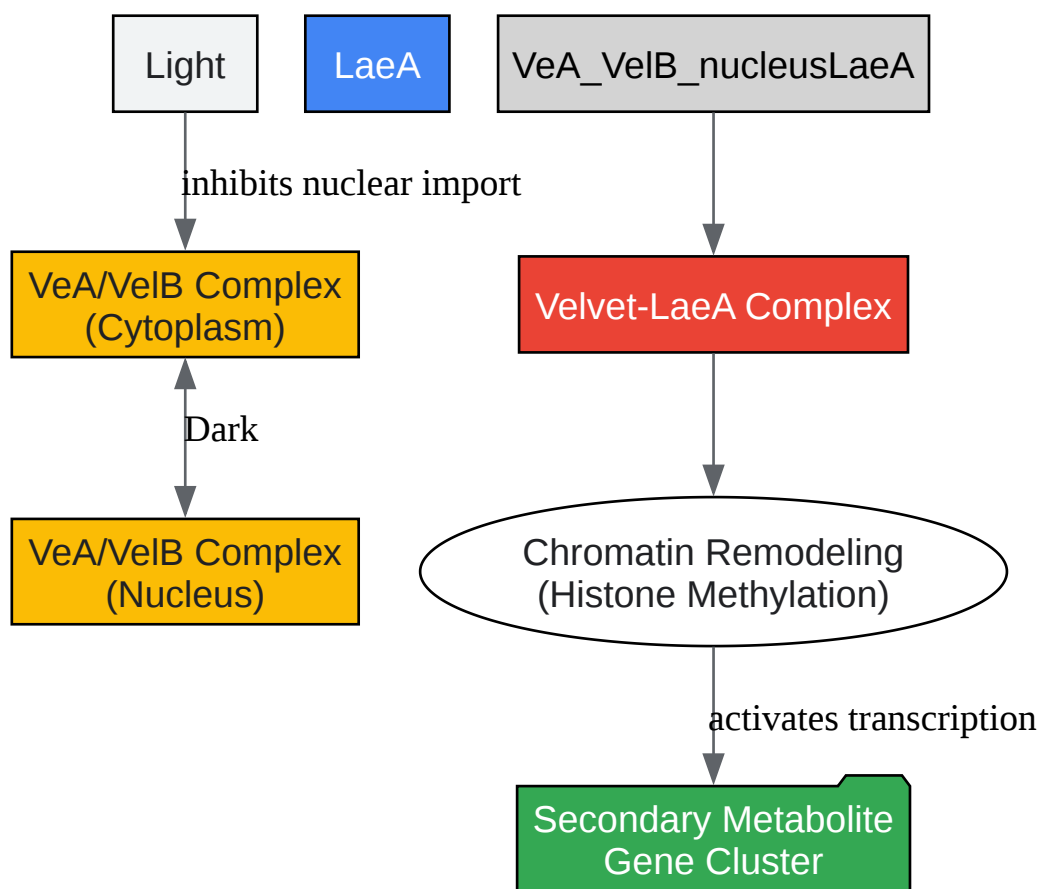 Light
LaeA
VeA_VelB_nucleusLaeA
inhibits nuclear import
VeA/VelB Complex
(Cytoplasm)
Velvet-LaeA Complex
Dark
VeA/VelB Complex
(Nucleus)
Chromatin Remodeling
(Histone Methylation)
activates transcription
Secondary Metabolite
Gene Cluster